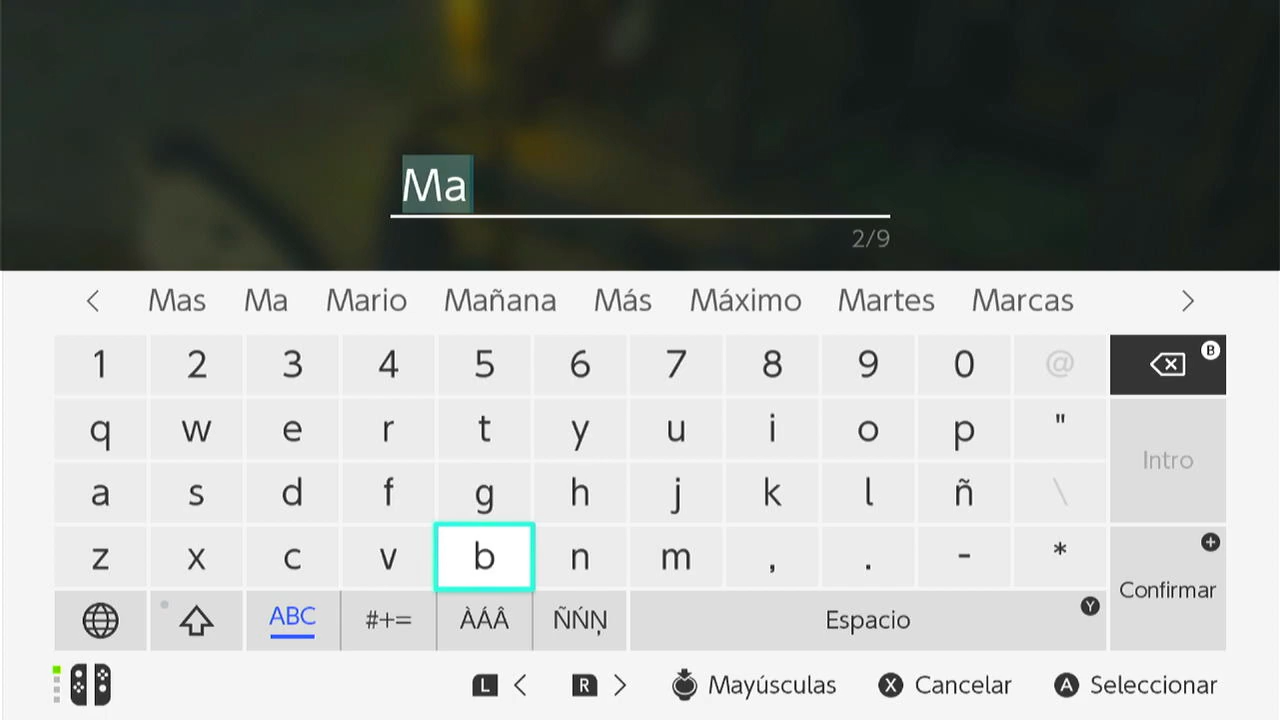 Ma
2/9
Mas Ma Mario Mañana Más Máximo Martes Marcas
1 2 3 4 5 6 7 8 9 0 @ B
q w e r t y u i o p "
Intro
a s d f g h j k l ñ \
z x c v b n m , . - *
Confirmar
ABC #+= ÀÁÂ ÑŃŅ Espacio Y
L R Mayúsculas X Cancelar A Seleccionar